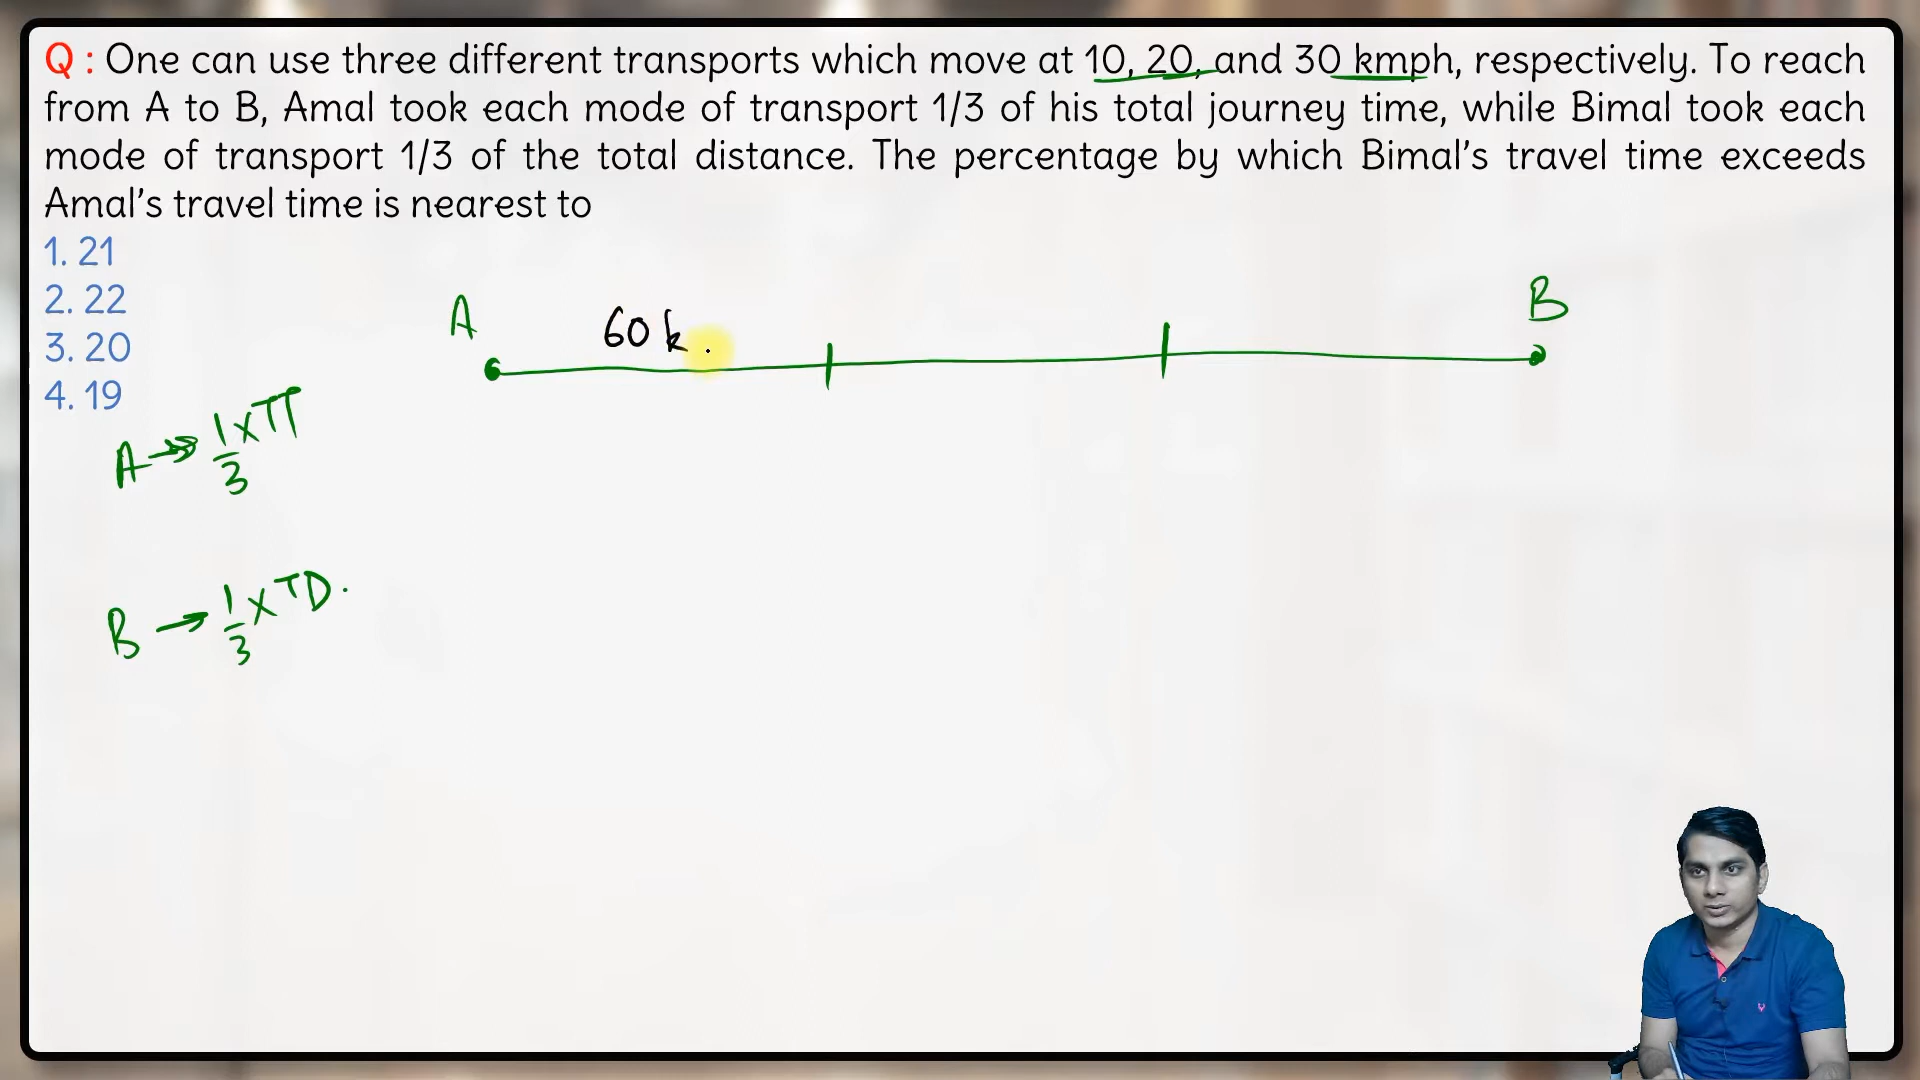 Q : One can use three different transports which move at 10, 20, and 30 kmph, respectively. To reach
from A to B, Amal took each mode of transport 1/3 of his total journey time, while Bimal took each
mode of transport 1/3 of the total distance. The percentage by which Bimal's travel time exceeds
Amal's travel time is nearest to
1. 21
2. 22
3. 20
4. 19
A B
60 k
A → 1/3 x TT
B → 1/3 x TD.